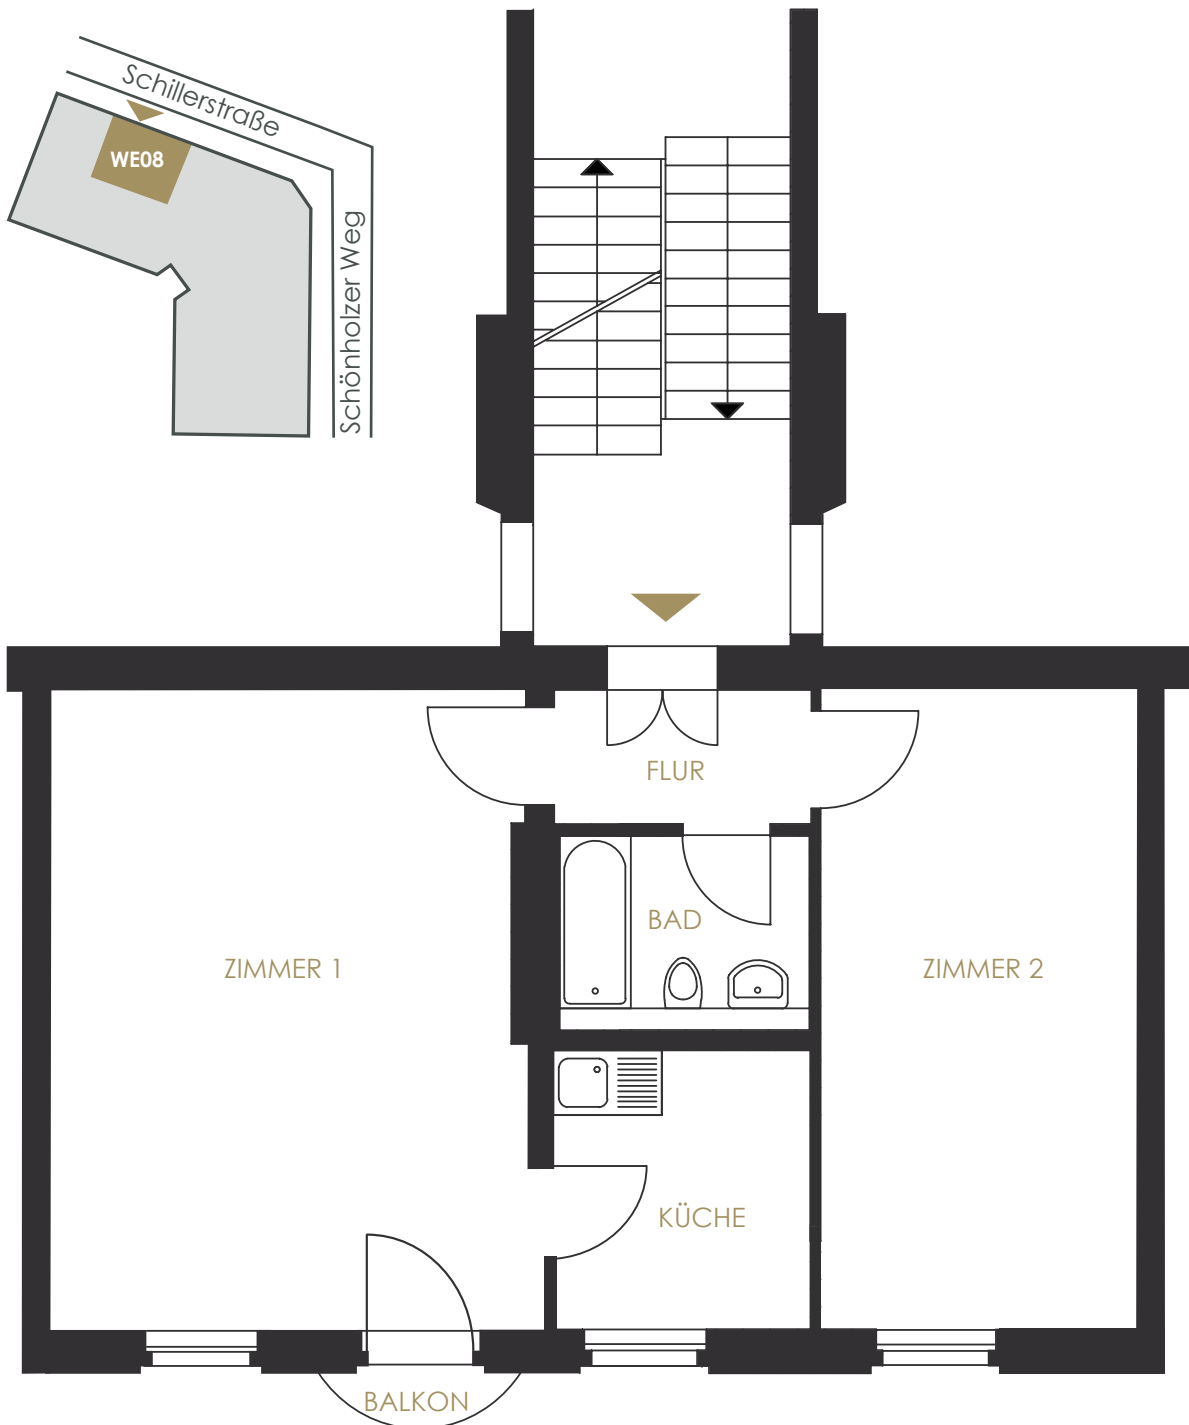 Schillerstraße
WE08
Schönholzer Weg
FLUR
BAD
ZIMMER 1
ZIMMER 2
KÜCHE
BALKON